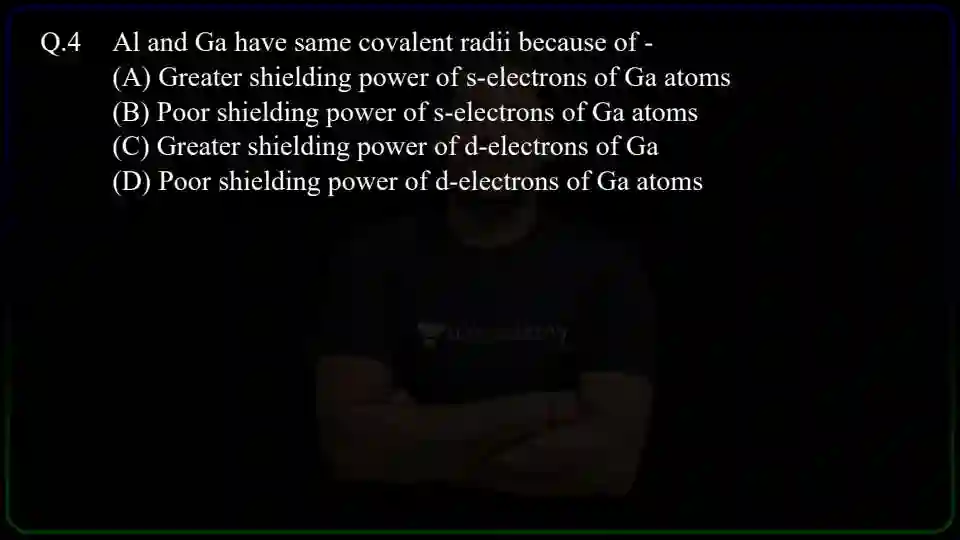 Q.4 Al and Ga have same covalent radii because of -
(A) Greater shielding power of s-electrons of Ga atoms
(B) Poor shielding power of s-electrons of Ga atoms
(C) Greater shielding power of d-electrons of Ga
(D) Poor shielding power of d-electrons of Ga atoms